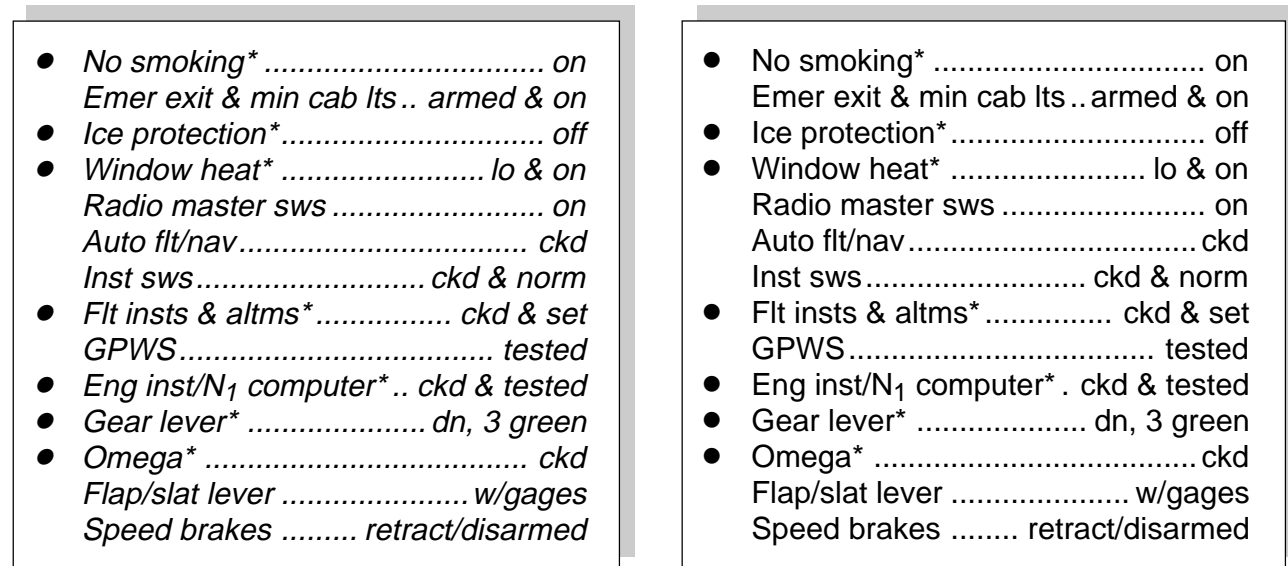 ● No smoking* ................................ on
Emer exit & min cab lts .. armed & on
● Ice protection* .............................. off
● Window heat* ....................... lo & on
Radio master sws ........................ on
Auto flt/nav ................................. ckd
Inst sws .......................... ckd & norm
● Flt insts & altms* ................ ckd & set
GPWS .................................... tested
● Eng inst/N1 computer* .. ckd & tested
● Gear lever* .................... dn, 3 green
● Omega* ..................................... ckd
Flap/slat lever ..................... w/gages
Speed brakes ......... retract/disarmed
● No smoking* ............................... on
Emer exit & min cab lts .. armed & on
● Ice protection* ............................. off
● Window heat* ...................... lo & on
Radio master sws ....................... on
Auto flt/nav ................................. ckd
Inst sws ......................... ckd & norm
● Flt insts & altms* ............... ckd & set
GPWS ................................... tested
● Eng inst/N1 computer* . ckd & tested
● Gear lever* ................... dn, 3 green
● Omega* ..................................... ckd
Flap/slat lever .................... w/gages
Speed brakes ........ retract/disarmed